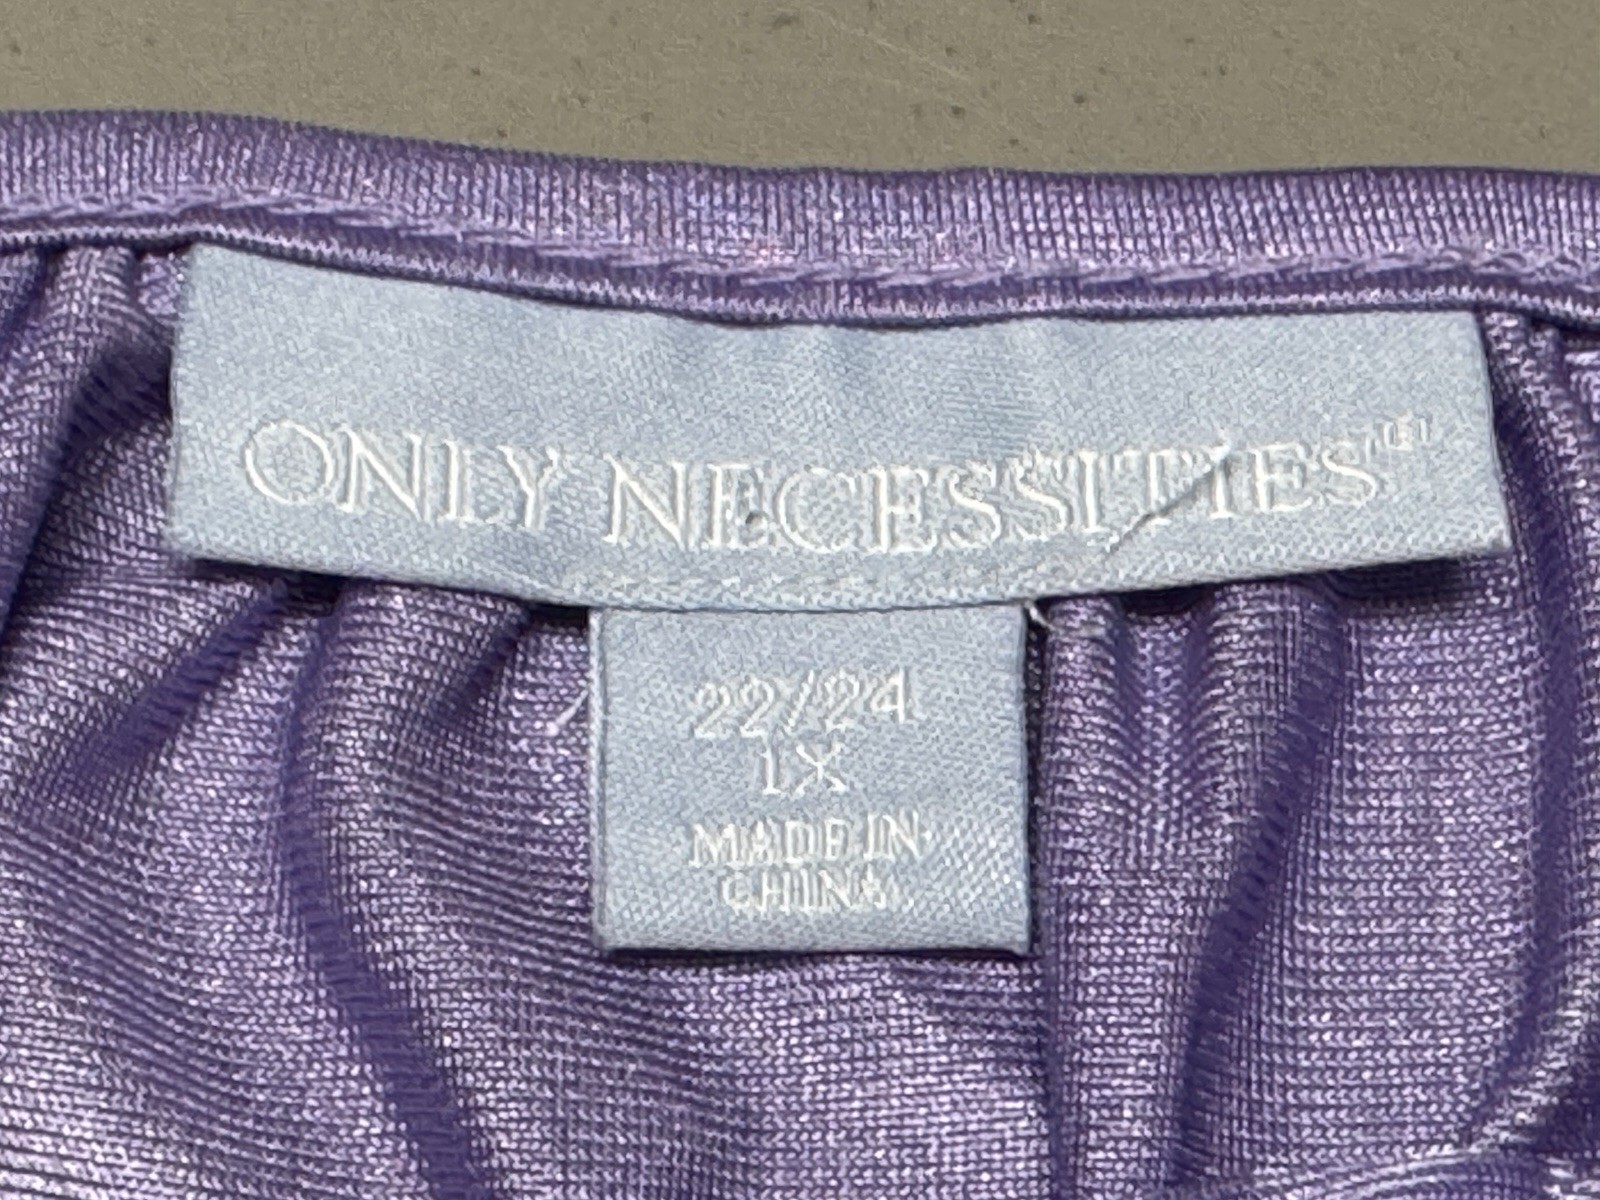 ONLY NECESSITIES®
22/24
1X
MADE IN
CHINA